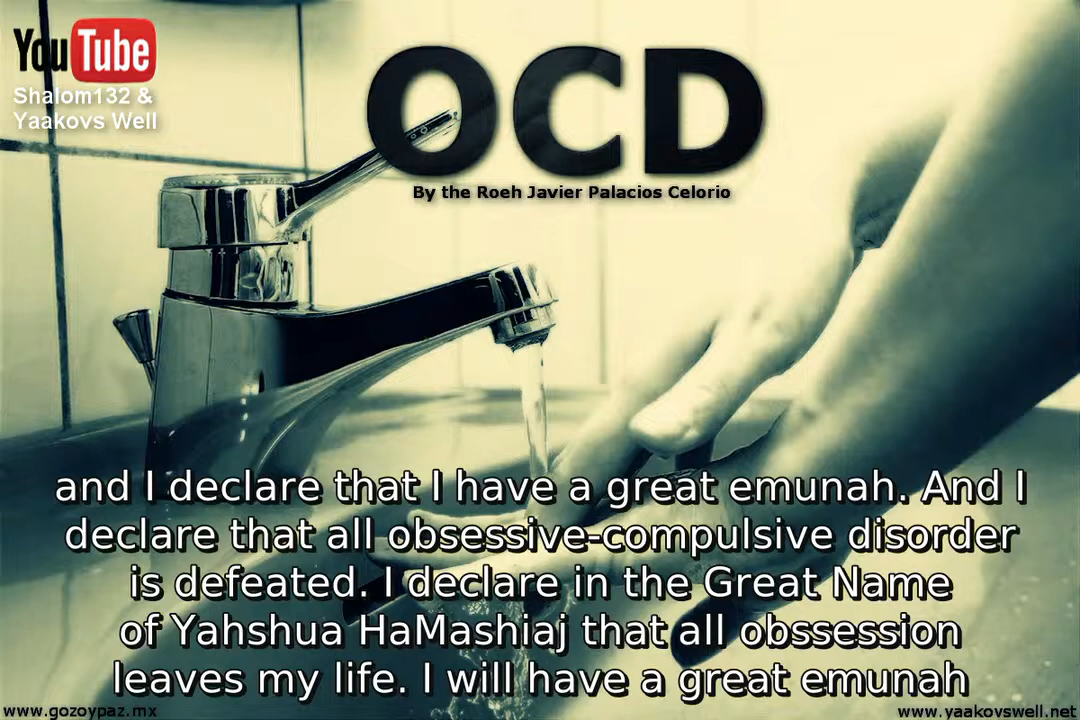 YouTube
Shalom132 &
Yaakovs Well
OCD
By the Roeh Javier Palacios Celorio
and I declare that I have a great emunah. And I
declare that all obsessive-compulsive disorder
is defeated. I declare in the Great Name
of Yahshua HaMashiaj that all obssession
leaves my life. I will have a great emunah
www.gozoypaz.mx
www.yaakovswell.net